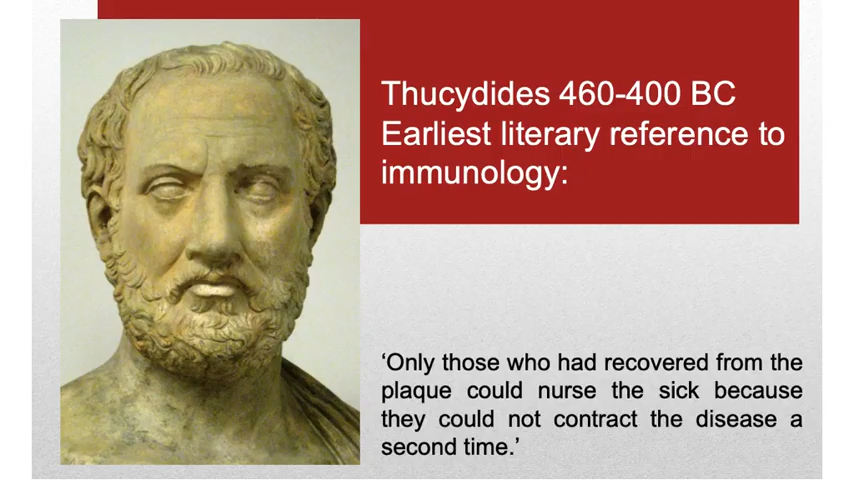 Thucydides 460-400 BC
Earliest literary reference to
immunology:
‘Only those who had recovered from the
plaque could nurse the sick because
they could not contract the disease a
second time.’